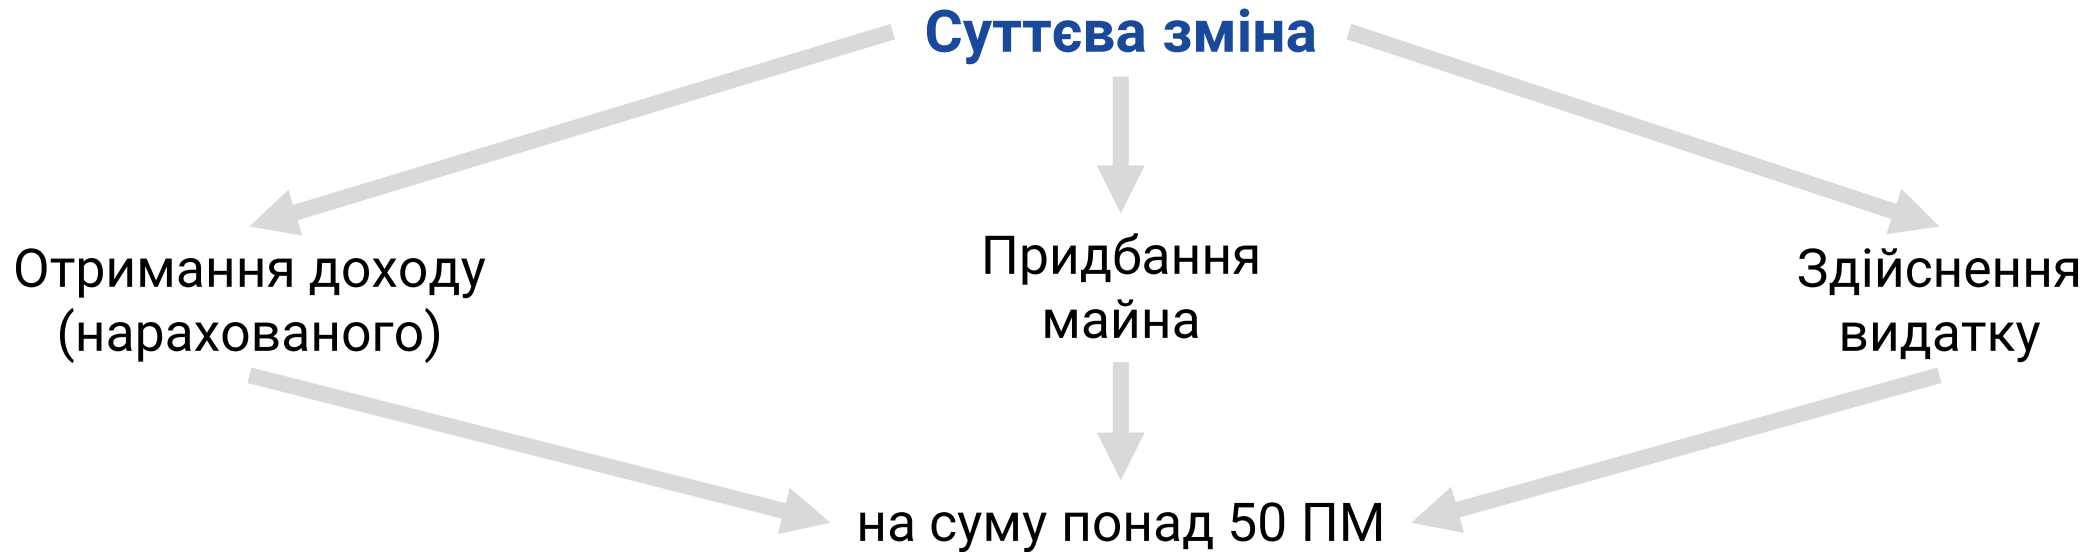 Суттєва зміна
Отримання доходу
(нарахованого)
Придбання
майна
Здійснення
видатку
на суму понад 50 ПМ